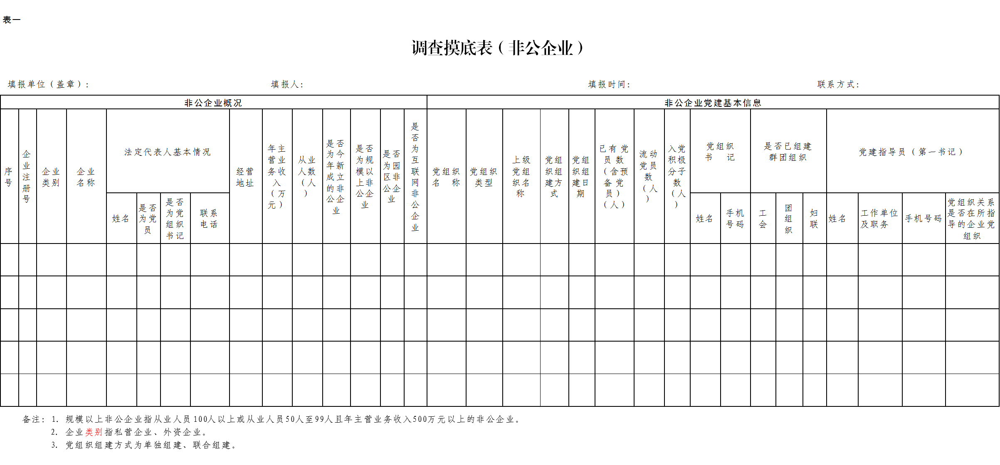 表一
调查摸底表（非公企业）
填报单位（盖章）：
填报人：
填报时间：
联系方式：
非公企业概况
非公企业党建基本信息
序
号
企
业
注
册
号
企业
类别
企业
名称
法定代表人基本情况
姓名
是否
为党
员
是否
为党
组织
书记
联系
电话
经营
地址
年主
营业
务收
入
（万
元）
从业
人数
（人
）
是否
为今
年新
成立
的非
公企
业
是否
为规
模以
上非
公企
业
是否
为园
区非
公企
业
是
否
为
互
联
网
非
公
企
业
党组织
名　称
党组织
类型
上级
党组
织名
称
党组
织组
建方
式
党组
织组
建日
期
已有党
员数
（含预
备党
员）
（人）
流动
党员
数
（人
）
入党
积极
分子
数
（人
）
党组织
书　记
姓名
手机
号码
是否已组建
群团组织
工
会
团
组
织
妇
联
党建指导员（第一书记）
姓名
工作单位
及职务
手机号码
党组织关系
是否在所指
导的企业党
组织
备注：1. 规模以上非公企业指从业人员100人以上或从业人员50人至99人且年主营业务收入500万元以上的非公企业。
2. 企业类别指私营企业、外资企业。
3. 党组织组建方式为单独组建、联合组建。